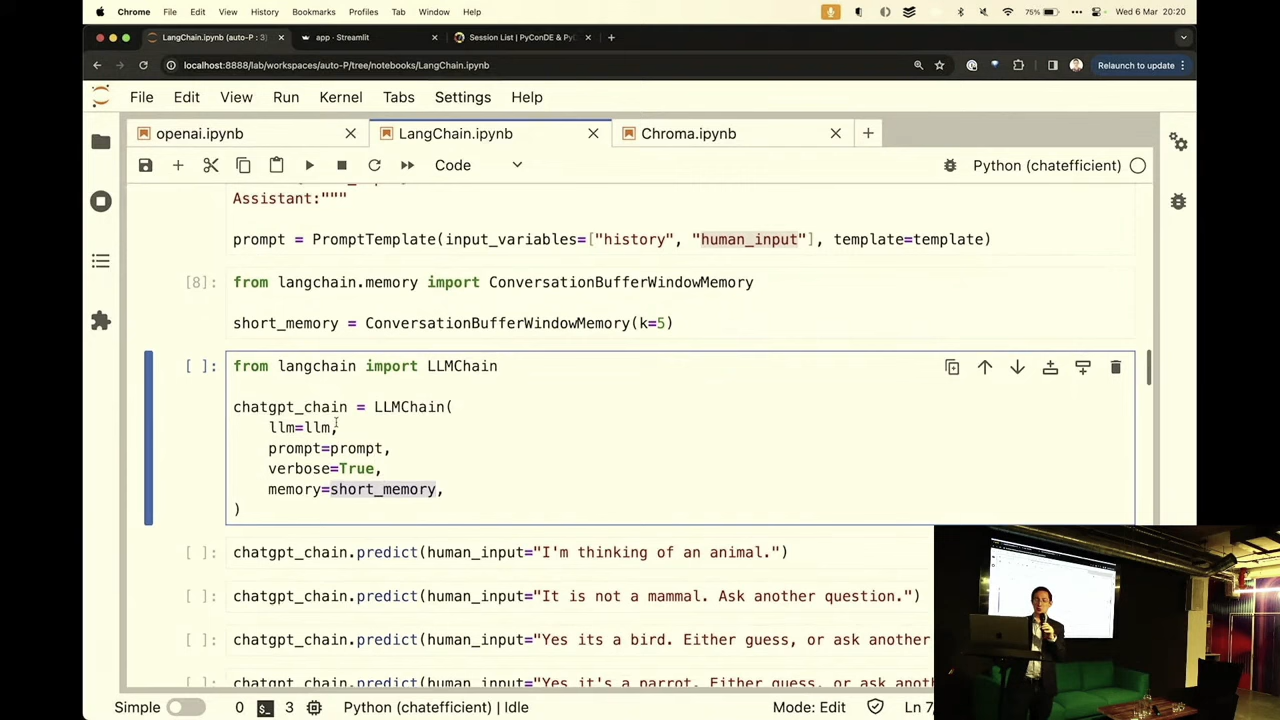 Chrome File Edit View History Bookmarks Profiles Tab Window Help 75% Wed 6 Mar 20:20
LangChain.ipynb (auto-P : 3) app · Streamlit Session List | PyConDE & Py
localhost:8888/lab/workspaces/auto-P/tree/notebooks/LangChain.ipynb Relaunch to update
File Edit View Run Kernel Tabs Settings Help
openai.ipynb LangChain.ipynb Chroma.ipynb
Code Python (chatefficient)
Assistant:"""
prompt = PromptTemplate(input_variables=["history", "human_input"], template=template)
[8]: from langchain.memory import ConversationBufferWindowMemory
short_memory = ConversationBufferWindowMemory(k=5)
[ ]: from langchain import LLMChain
chatgpt_chain = LLMChain(
llm=llm,
prompt=prompt,
verbose=True,
memory=short_memory,
)
[ ]: chatgpt_chain.predict(human_input="I'm thinking of an animal.")
[ ]: chatgpt_chain.predict(human_input="It is not a mammal. Ask another question.")
[ ]: chatgpt_chain.predict(human_input="Yes its a bird. Either guess, or ask another
[ ]: chatgpt_chain.predict(human_input="Yes it's a parrot. Either guess, or ask anoth
Simple 0 3 Python (chatefficient) | Idle Mode: Edit Ln 7,